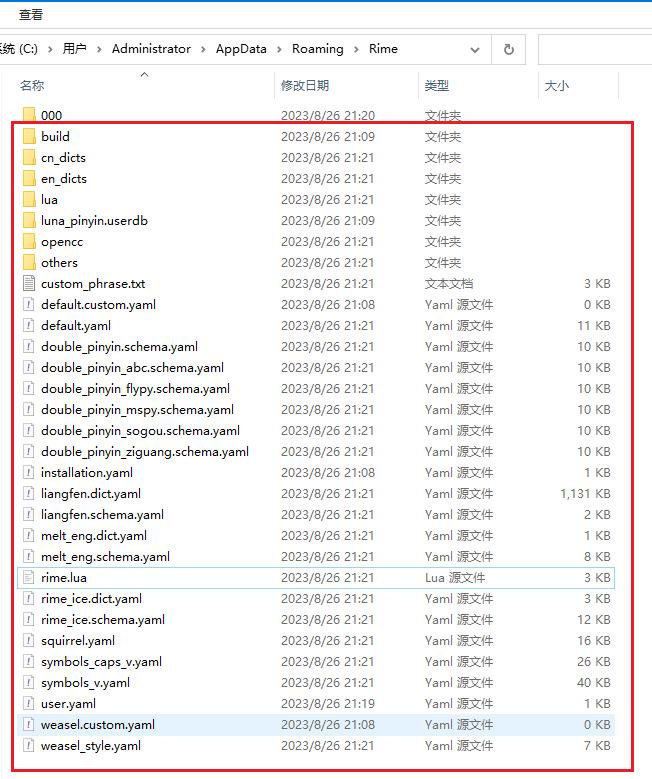 查看
系统 (C:) > 用户 > Administrator > AppData > Roaming > Rime
名称 修改日期 类型 大小
000 2023/8/26 21:20 文件夹
build 2023/8/26 21:09 文件夹
cn_dicts 2023/8/26 21:21 文件夹
en_dicts 2023/8/26 21:21 文件夹
lua 2023/8/26 21:21 文件夹
luna_pinyin.userdb 2023/8/26 21:09 文件夹
opencc 2023/8/26 21:21 文件夹
others 2023/8/26 21:21 文件夹
custom_phrase.txt 2023/8/26 21:21 文本文档 3 KB
default.custom.yaml 2023/8/26 21:08 Yaml 源文件 0 KB
default.yaml 2023/8/26 21:21 Yaml 源文件 11 KB
double_pinyin.schema.yaml 2023/8/26 21:21 Yaml 源文件 10 KB
double_pinyin_abc.schema.yaml 2023/8/26 21:21 Yaml 源文件 10 KB
double_pinyin_flypy.schema.yaml 2023/8/26 21:21 Yaml 源文件 10 KB
double_pinyin_mspy.schema.yaml 2023/8/26 21:21 Yaml 源文件 10 KB
double_pinyin_sogou.schema.yaml 2023/8/26 21:21 Yaml 源文件 10 KB
double_pinyin_ziguang.schema.yaml 2023/8/26 21:21 Yaml 源文件 10 KB
installation.yaml 2023/8/26 21:08 Yaml 源文件 1 KB
liangfen.dict.yaml 2023/8/26 21:21 Yaml 源文件 1,131 KB
liangfen.schema.yaml 2023/8/26 21:21 Yaml 源文件 2 KB
melt_eng.dict.yaml 2023/8/26 21:21 Yaml 源文件 1 KB
melt_eng.schema.yaml 2023/8/26 21:21 Yaml 源文件 8 KB
rime.lua 2023/8/26 21:21 Lua 源文件 3 KB
rime_ice.dict.yaml 2023/8/26 21:21 Yaml 源文件 3 KB
rime_ice.schema.yaml 2023/8/26 21:21 Yaml 源文件 12 KB
squirrel.yaml 2023/8/26 21:21 Yaml 源文件 16 KB
symbols_caps_v.yaml 2023/8/26 21:21 Yaml 源文件 26 KB
symbols_v.yaml 2023/8/26 21:21 Yaml 源文件 40 KB
user.yaml 2023/8/26 21:19 Yaml 源文件 1 KB
weasel.custom.yaml 2023/8/26 21:08 Yaml 源文件 0 KB
weasel_style.yaml 2023/8/26 21:21 Yaml 源文件 7 KB